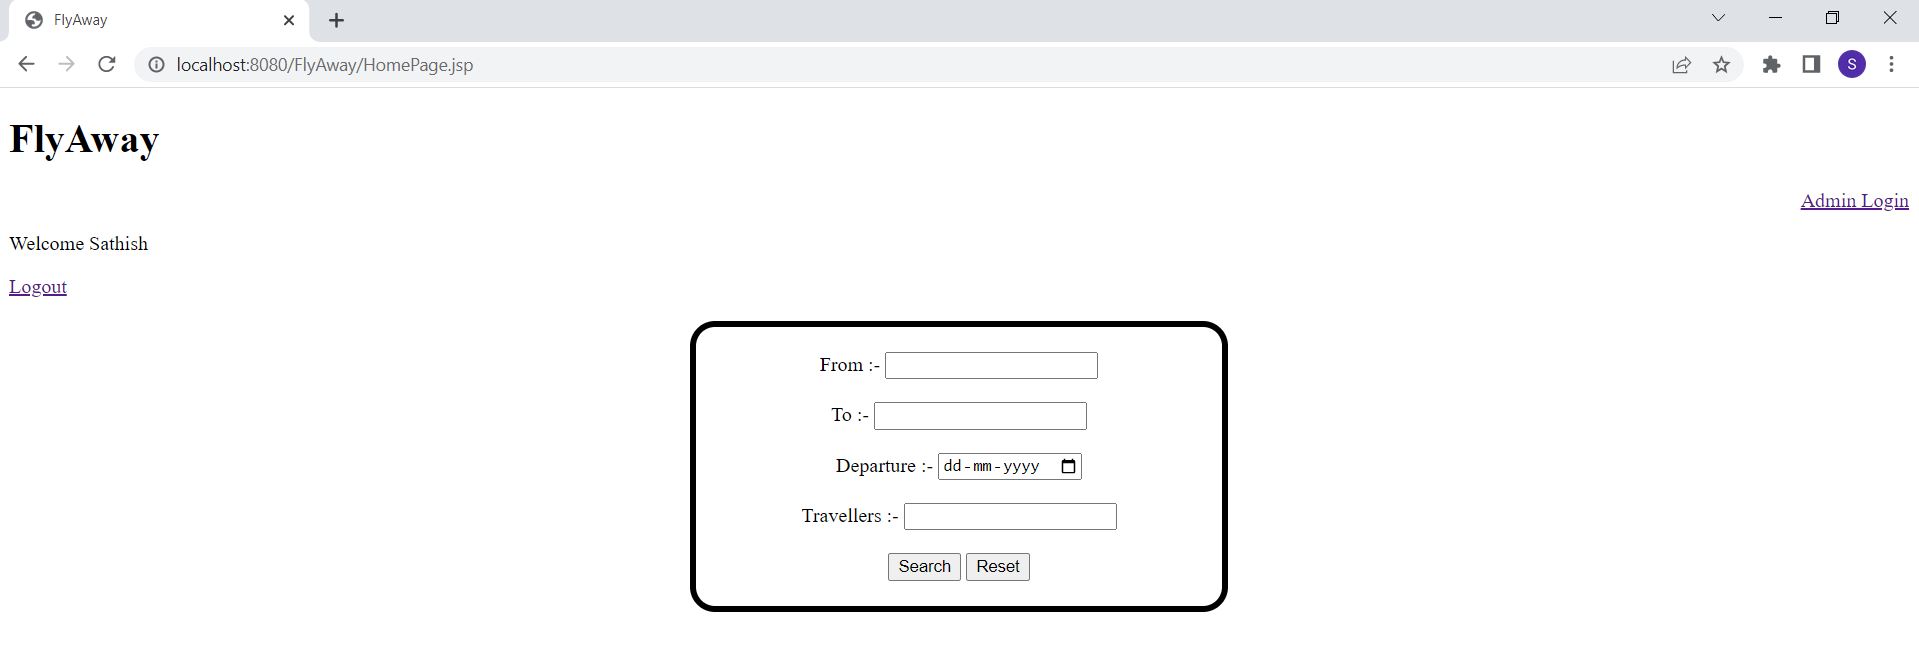 FlyAway
localhost:8080/FlyAway/HomePage.jsp
S
FlyAway
Admin Login
Welcome Sathish
Logout
From :-
To :-
Departure :- dd-mm-yyyy
Travellers :-
Search Reset